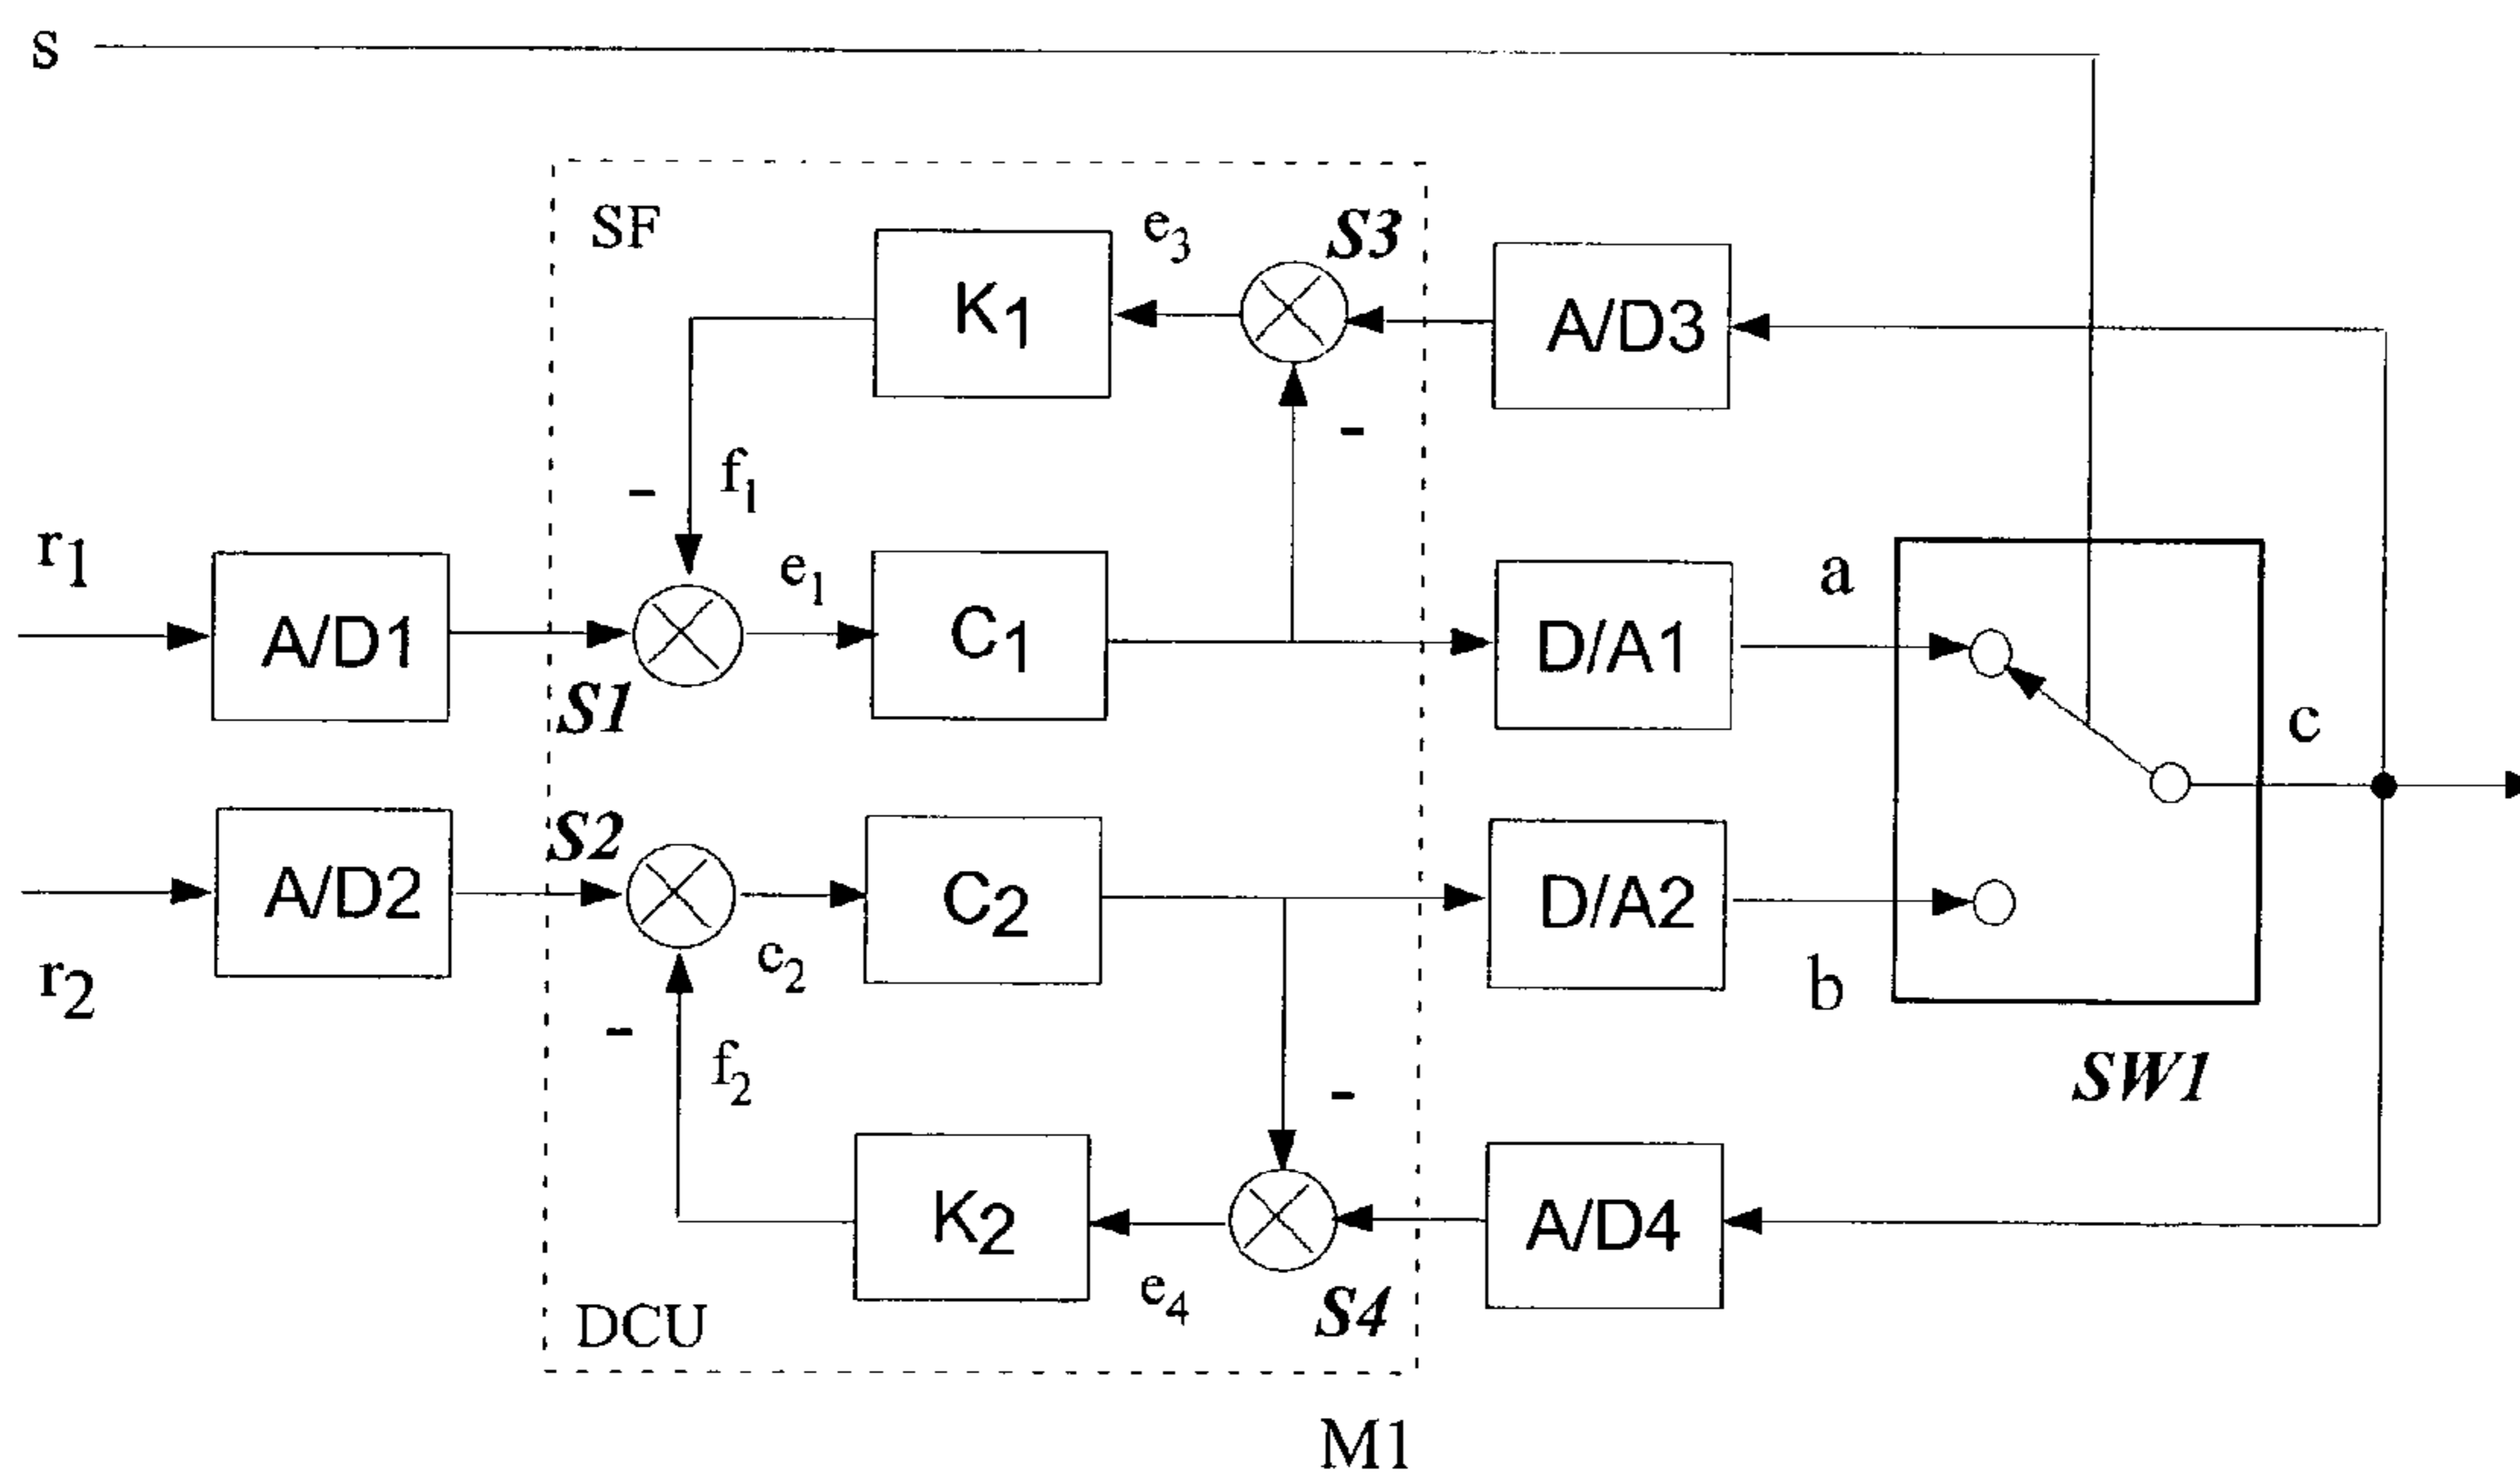 s
SF
K1
e3
S3
A/D3
-
-
f1
r1
A/D1
e1
C1
D/A1
a
c
S1
S2
A/D2
C2
D/A2
e2
r2
b
-
f2
-
SW1
K2
A/D4
e4
S4
DCU
M1